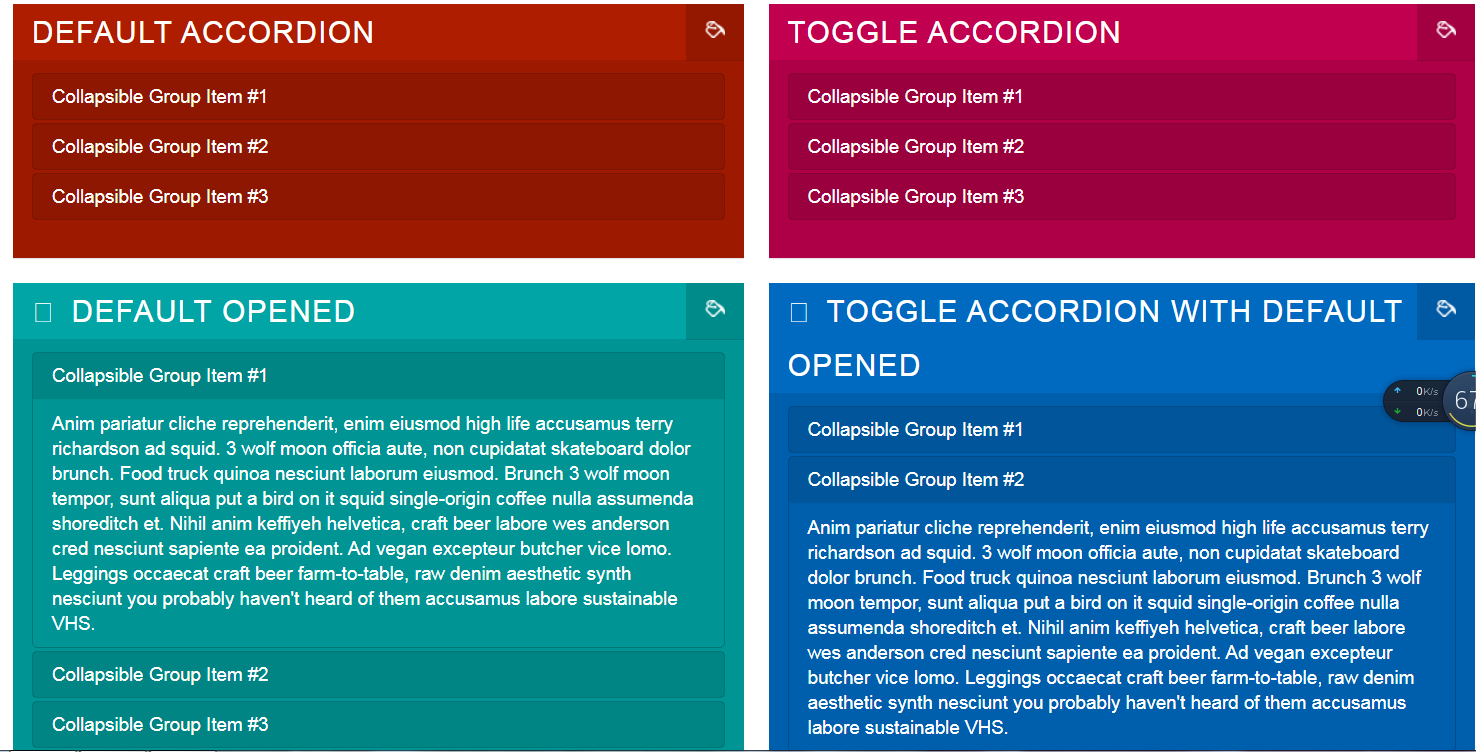 DEFAULT ACCORDION
Collapsible Group Item #1
Collapsible Group Item #2
Collapsible Group Item #3
TOGGLE ACCORDION
Collapsible Group Item #1
Collapsible Group Item #2
Collapsible Group Item #3
DEFAULT OPENED
Collapsible Group Item #1
Anim pariatur cliche reprehenderit, enim eiusmod high life accusamus terry
richardson ad squid. 3 wolf moon officia aute, non cupidatat skateboard dolor
brunch. Food truck quinoa nesciunt laborum eiusmod. Brunch 3 wolf moon
tempor, sunt aliqua put a bird on it squid single-origin coffee nulla assumenda
shoreditch et. Nihil anim keffiyeh helvetica, craft beer labore wes anderson
cred nesciunt sapiente ea proident. Ad vegan excepteur butcher vice lomo.
Leggings occaecat craft beer farm-to-table, raw denim aesthetic synth
nesciunt you probably haven't heard of them accusamus labore sustainable
VHS.
Collapsible Group Item #2
Collapsible Group Item #3
TOGGLE ACCORDION WITH DEFAULT
OPENED
0K/s
0K/s
67
Collapsible Group Item #1
Collapsible Group Item #2
Anim pariatur cliche reprehenderit, enim eiusmod high life accusamus terry
richardson ad squid. 3 wolf moon officia aute, non cupidatat skateboard
dolor brunch. Food truck quinoa nesciunt laborum eiusmod. Brunch 3 wolf
moon tempor, sunt aliqua put a bird on it squid single-origin coffee nulla
assumenda shoreditch et. Nihil anim keffiyeh helvetica, craft beer labore
wes anderson cred nesciunt sapiente ea proident. Ad vegan excepteur
butcher vice lomo. Leggings occaecat craft beer farm-to-table, raw denim
aesthetic synth nesciunt you probably haven't heard of them accusamus
labore sustainable VHS.